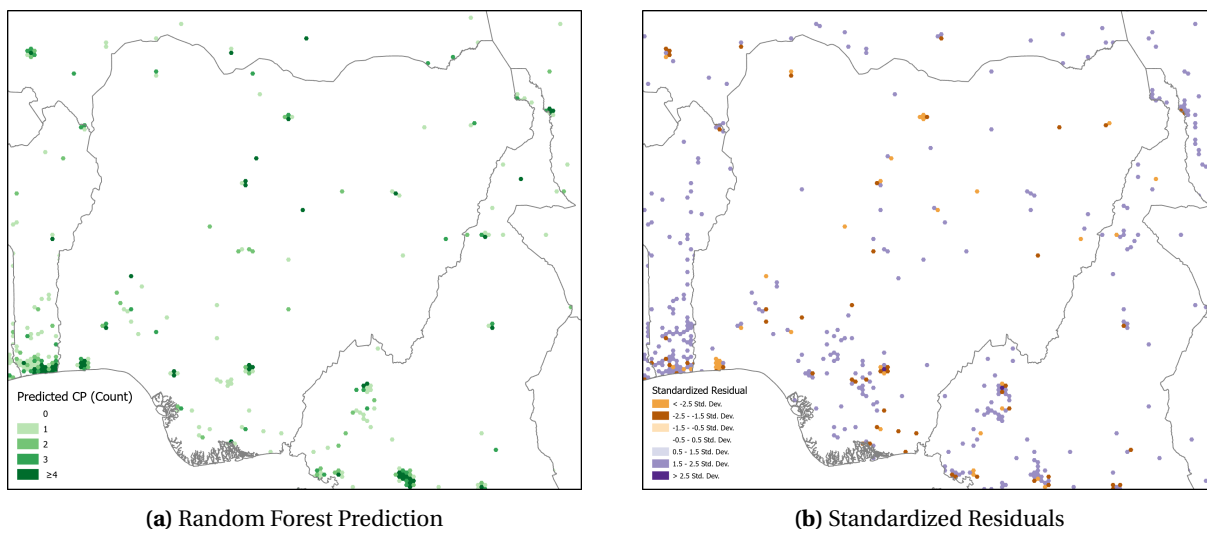 Predicted CP (Count)
0
1
2
3
≥4
(a) Random Forest Prediction
Standardized Residual
< -2.5 Std. Dev.
-2.5 - -1.5 Std. Dev.
-1.5 - -0.5 Std. Dev.
-0.5 - 0.5 Std. Dev.
0.5 - 1.5 Std. Dev.
1.5 - 2.5 Std. Dev.
> 2.5 Std. Dev.
(b) Standardized Residuals